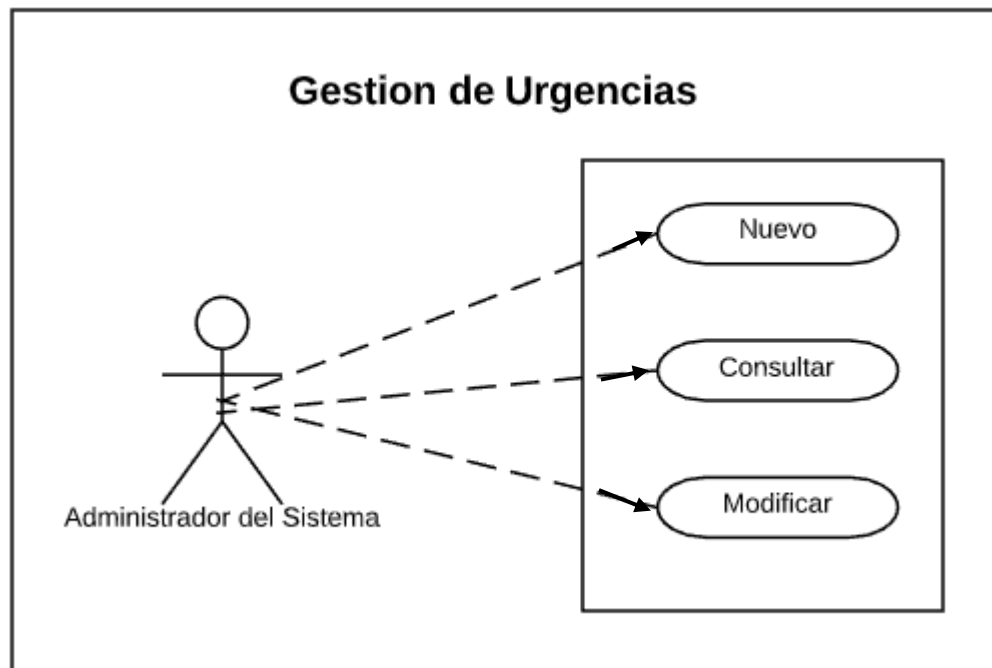 Gestion de Urgencias
Nuevo
Consultar
Modificar
Administrador del Sistema